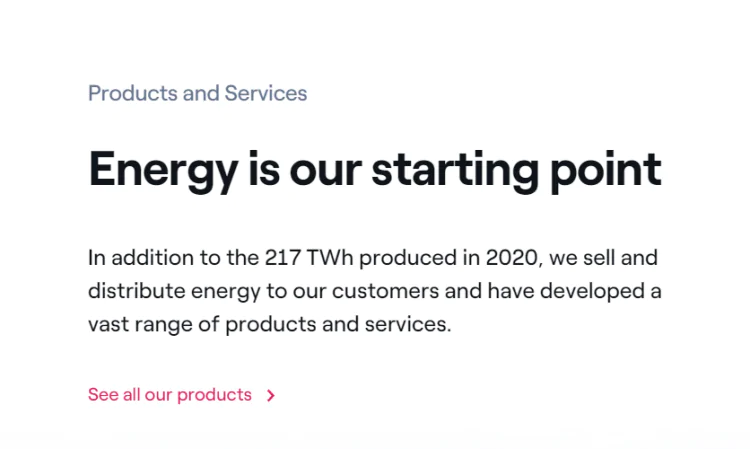 Products and Services
Energy is our starting point
In addition to the 217 TWh produced in 2020, we sell and
distribute energy to our customers and have developed a
vast range of products and services.
See all our products